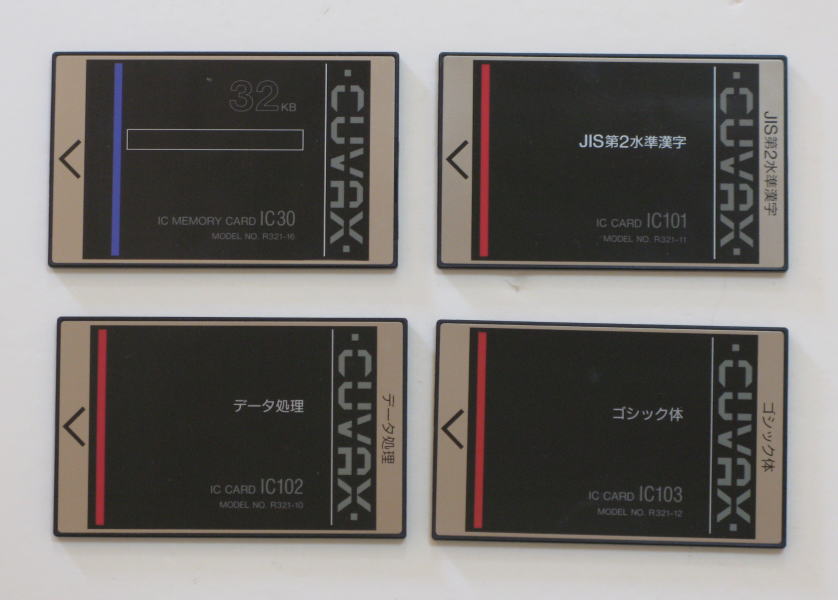 32KB
IC MEMORY CARD IC30
MODEL NO. R321-16
CUVAX
JIS第2水準漢字
IC CARD IC101
MODEL NO. R321-11
CUVAX
JIS第2水準漢字
データ処理
IC CARD IC102
MODEL NO. R321-10
CUVAX
データ処理
ゴシック体
IC CARD IC103
MODEL NO. R321-12
CUVAX
ゴシック体